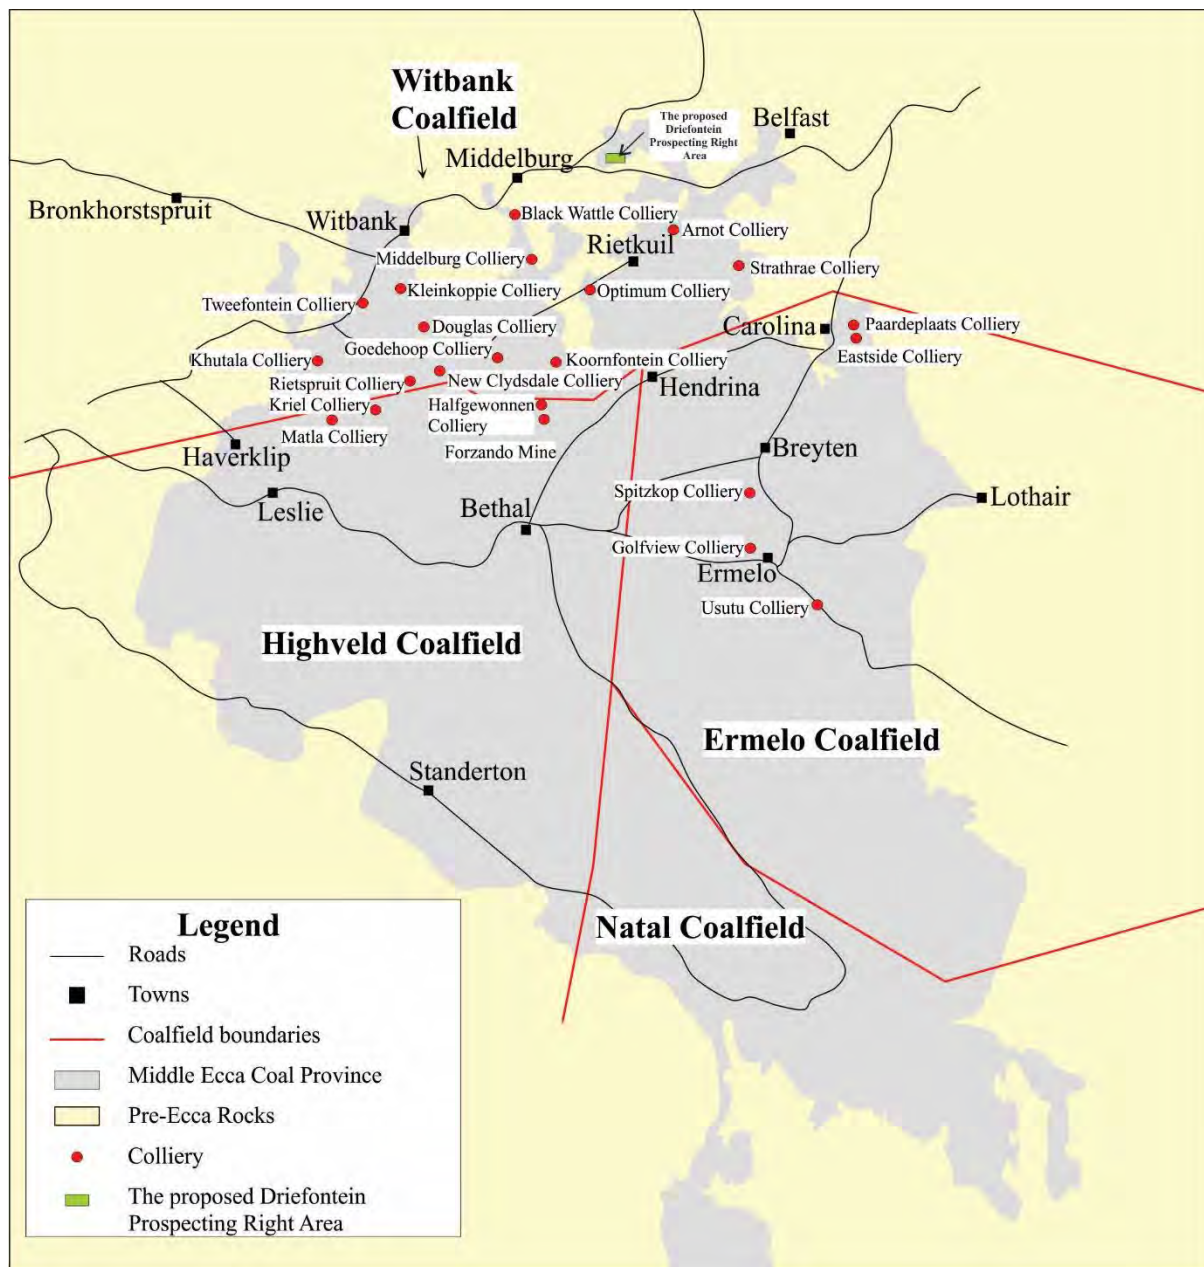 Witbank
Coalfield
The proposed
Driefontein
Prospecting Right
Area
Belfast
Middelburg
Bronkhorstspruit
Witbank
Black Wattle Colliery
Arnot Colliery
Rietkuil
Middelburg Colliery
Strathrae Colliery
Kleinkoppie Colliery
Optimum Colliery
Tweefontein Colliery
Douglas Colliery
Carolina
Paardeplaats Colliery
Eastside Colliery
Goedehoop Colliery
Khutala Colliery
Koornfontein Colliery
Rietspruit Colliery
New Clydsdale Colliery
Hendrina
Kriel Colliery
Halfgewonnen
Colliery
Matla Colliery
Forzando Mine
Haverklip
Breyten
Leslie
Bethal
Spitzkop Colliery
Lothair
Golfview Colliery
Ermelo
Usutu Colliery
Highveld Coalfield
Ermelo Coalfield
Standerton
Natal Coalfield
Legend
Roads
Towns
Coalfield boundaries
Middle Ecca Coal Province
Pre-Ecca Rocks
Colliery
The proposed Driefontein
Prospecting Right Area